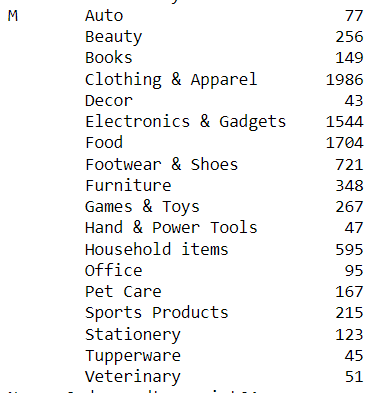 M Auto 77
Beauty 256
Books 149
Clothing & Apparel 1986
Decor 43
Electronics & Gadgets 1544
Food 1704
Footwear & Shoes 721
Furniture 348
Games & Toys 267
Hand & Power Tools 47
Household items 595
Office 95
Pet Care 167
Sports Products 215
Stationery 123
Tupperware 45
Veterinary 51